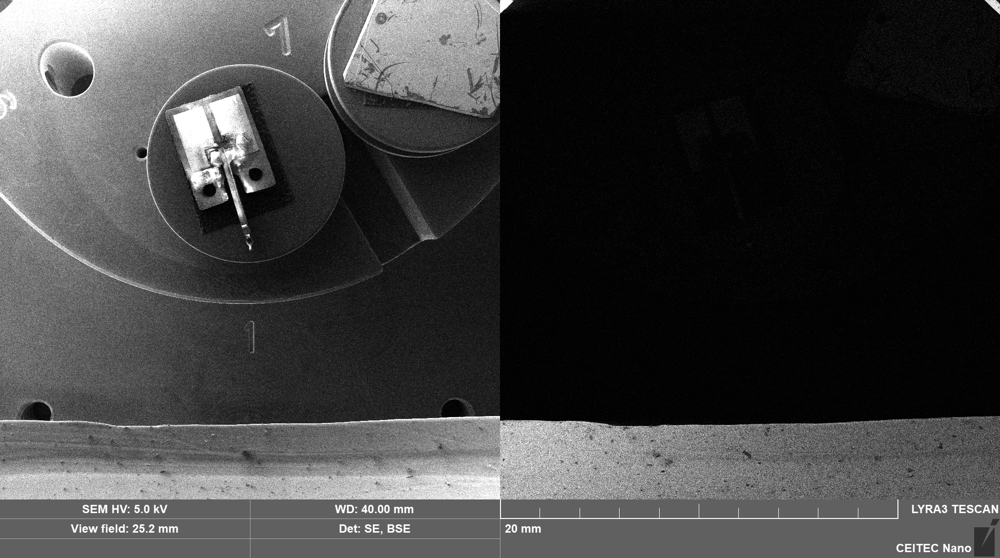 1
1
SEM HV: 5.0 kV
WD: 40.00 mm
LYRA3 TESCAN
View field: 25.2 mm
Det: SE, BSE
20 mm
CEITEC Nano